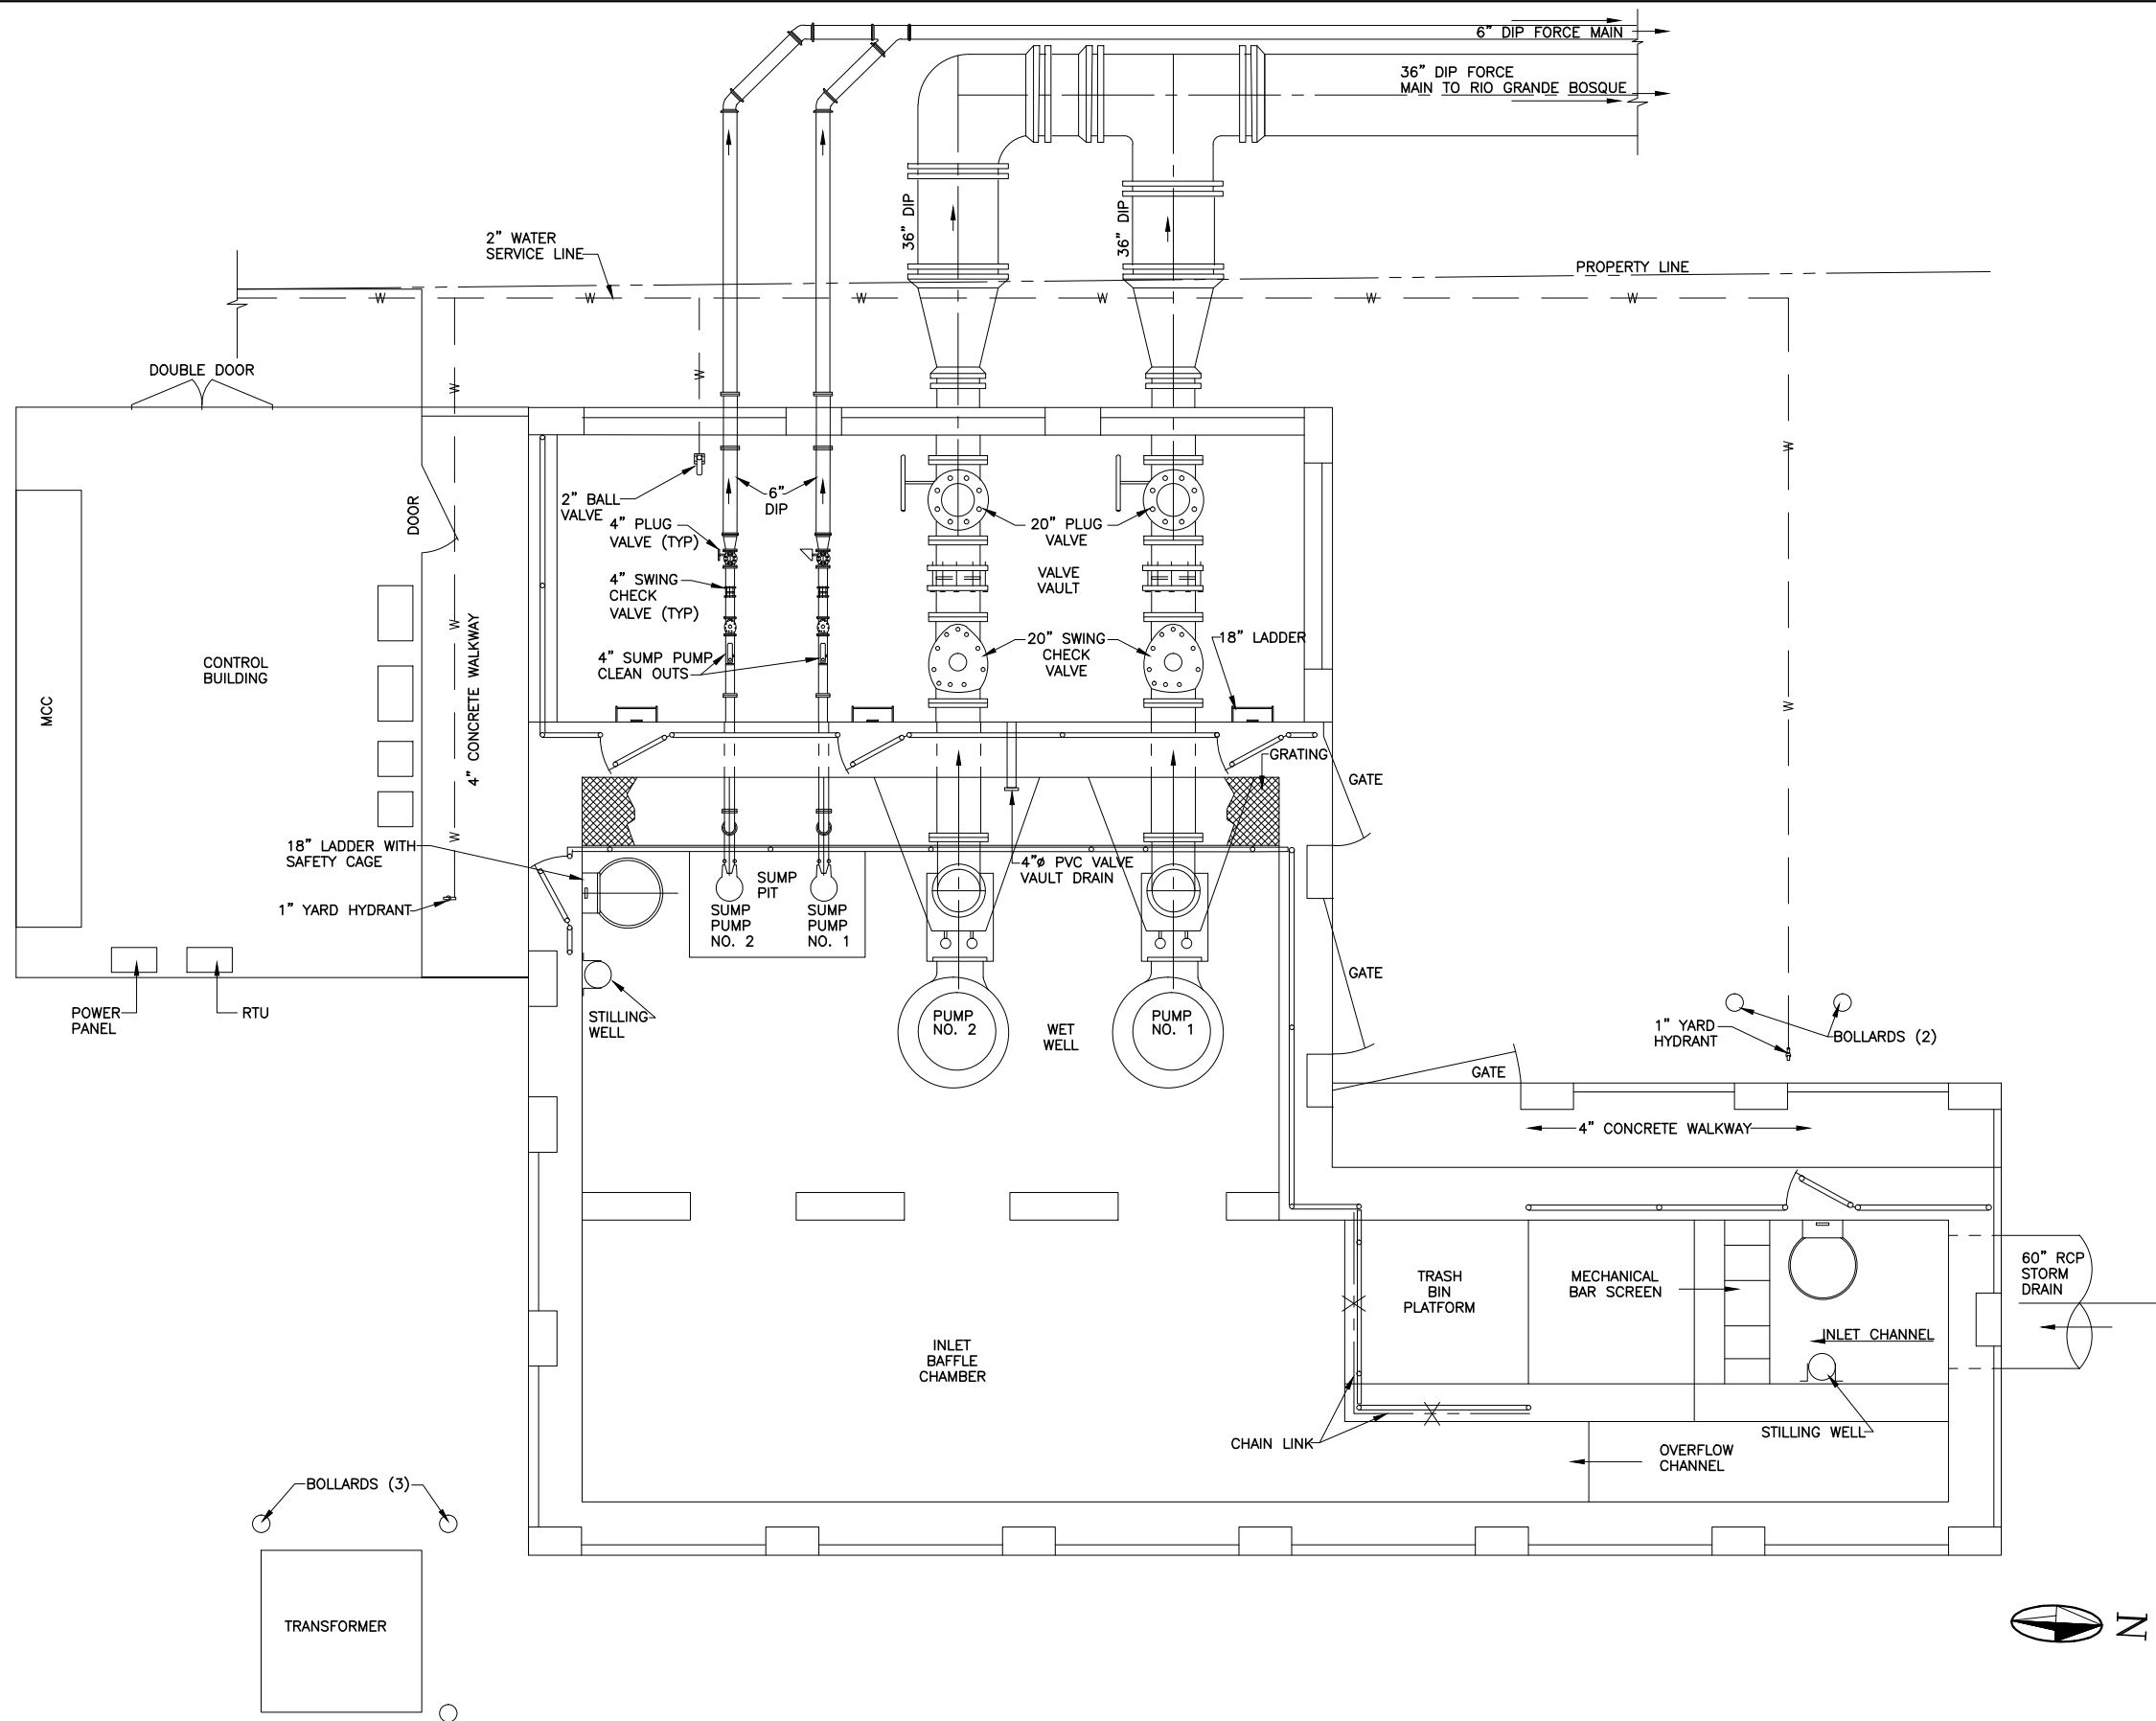 6" DIP FORCE MAIN
36" DIP FORCE
MAIN TO RIO GRANDE BOSQUE
36" DIP
36" DIP
2" WATER
SERVICE LINE
PROPERTY LINE
W
W
W
W
W
W
W
W
W
W
W
W
W
DOUBLE DOOR
DOOR
2" BALL
VALVE
6"
DIP
4" PLUG
VALVE (TYP)
20" PLUG
VALVE
4" SWING
CHECK
VALVE (TYP)
VALVE
VAULT
4" CONCRETE WALKWAY
20" SWING
CHECK
VALVE
18" LADDER
4" SUMP PUMP
CLEAN OUTS
CONTROL
BUILDING
MCC
GRATING
GATE
18" LADDER WITH
SAFETY CAGE
4"ø PVC VALVE
VAULT DRAIN
SUMP
PIT
1" YARD HYDRANT
SUMP
PUMP
NO. 2
SUMP
PUMP
NO. 1
GATE
POWER
PANEL
RTU
STILLING
WELL
PUMP
NO. 2
WET
WELL
PUMP
NO. 1
1" YARD
HYDRANT
BOLLARDS (2)
GATE
4" CONCRETE WALKWAY
60" RCP
STORM
DRAIN
TRASH
BIN
PLATFORM
MECHANICAL
BAR SCREEN
INLET CHANNEL
INLET
BAFFLE
CHAMBER
CHAIN LINK
STILLING WELL
OVERFLOW
CHANNEL
BOLLARDS (3)
TRANSFORMER
N